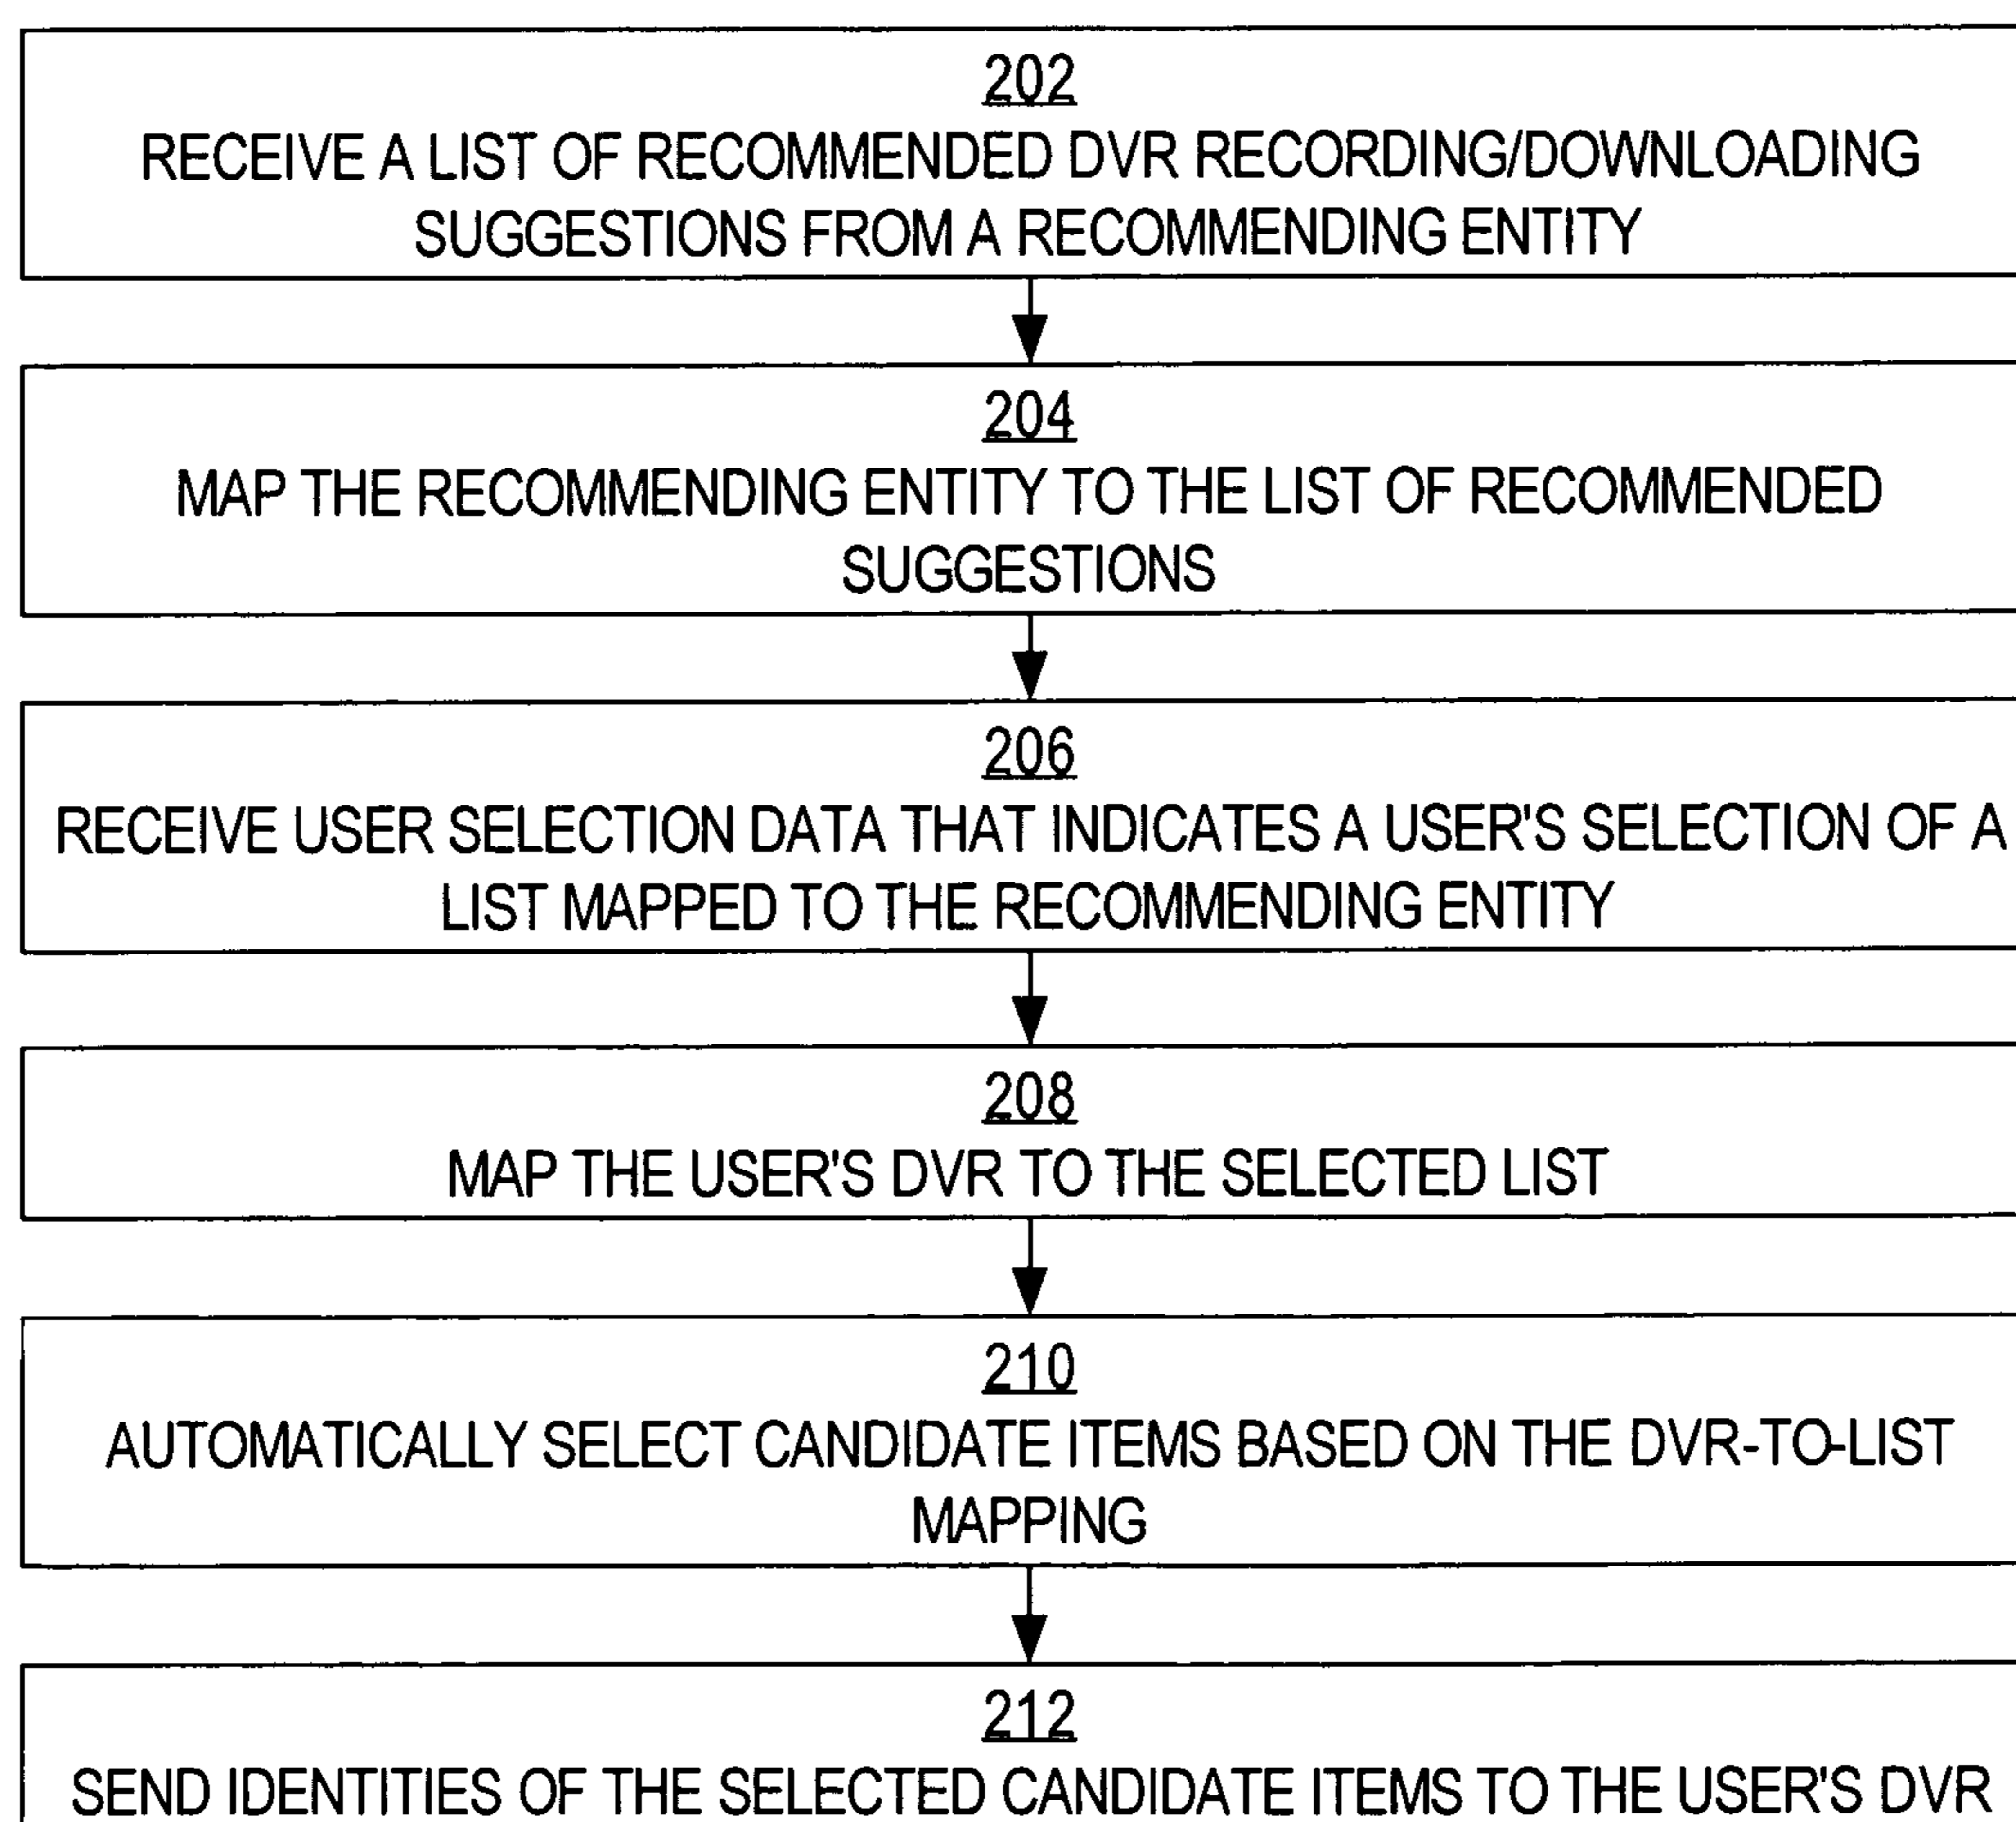 202
RECEIVE A LIST OF RECOMMENDED DVR RECORDING/DOWNLOADING
SUGGESTIONS FROM A RECOMMENDING ENTITY
204
MAP THE RECOMMENDING ENTITY TO THE LIST OF RECOMMENDED
SUGGESTIONS
206
RECEIVE USER SELECTION DATA THAT INDICATES A USER'S SELECTION OF A
LIST MAPPED TO THE RECOMMENDING ENTITY
208
MAP THE USER'S DVR TO THE SELECTED LIST
210
AUTOMATICALLY SELECT CANDIDATE ITEMS BASED ON THE DVR-TO-LIST
MAPPING
212
SEND IDENTITIES OF THE SELECTED CANDIDATE ITEMS TO THE USER'S DVR